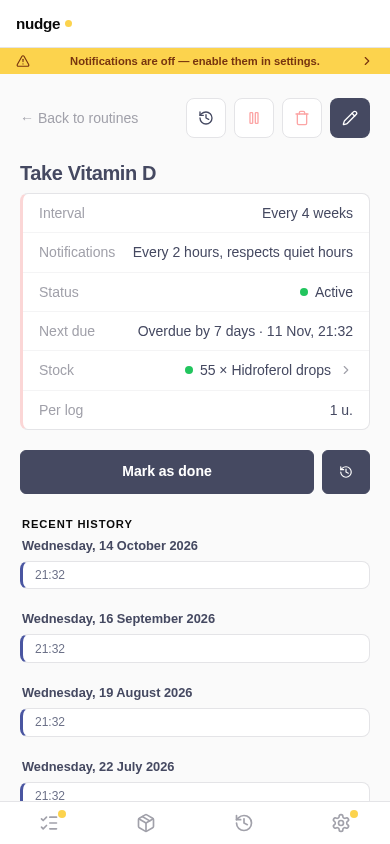 nudge
Notifications are off — enable them in settings.
← Back to routines
Take Vitamin D
Interval Every 4 weeks
Notifications Every 2 hours, respects quiet hours
Status Active
Next due Overdue by 7 days · 11 Nov, 21:32
Stock 55 × Hidroferol drops
Per log 1 u.
Mark as done
RECENT HISTORY
Wednesday, 14 October 2026
21:32
Wednesday, 16 September 2026
21:32
Wednesday, 19 August 2026
21:32
Wednesday, 22 July 2026
21:32